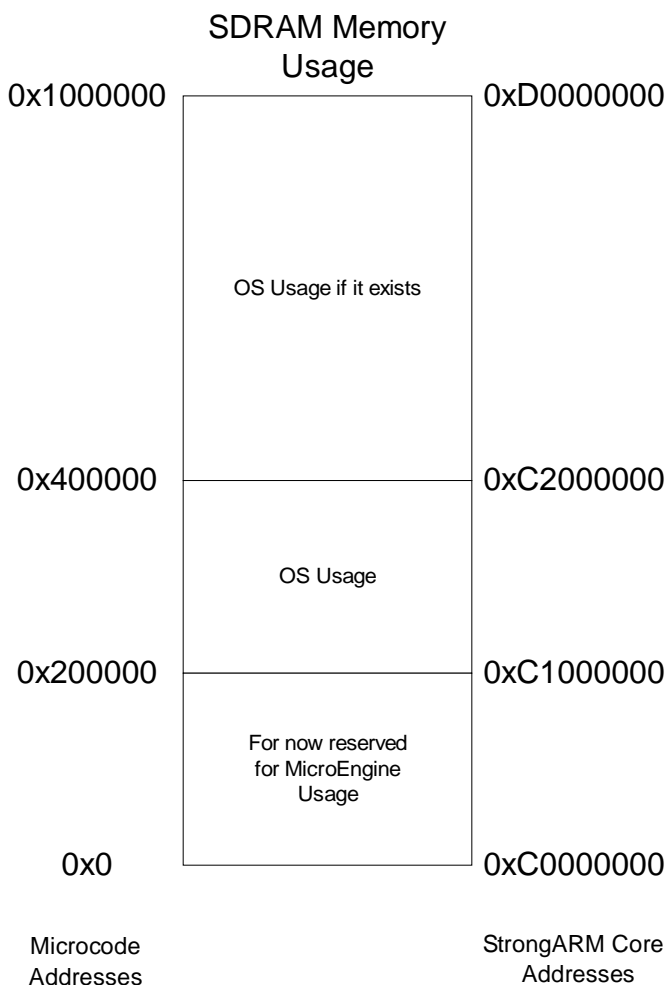 SDRAM Memory
Usage
0x1000000
0xD0000000
OS Usage if it exists
0x400000
0xC2000000
OS Usage
0x200000
0xC1000000
For now reserved
for MicroEngine
Usage
0x0
0xC0000000
Microcode
Addresses
StrongARM Core
Addresses